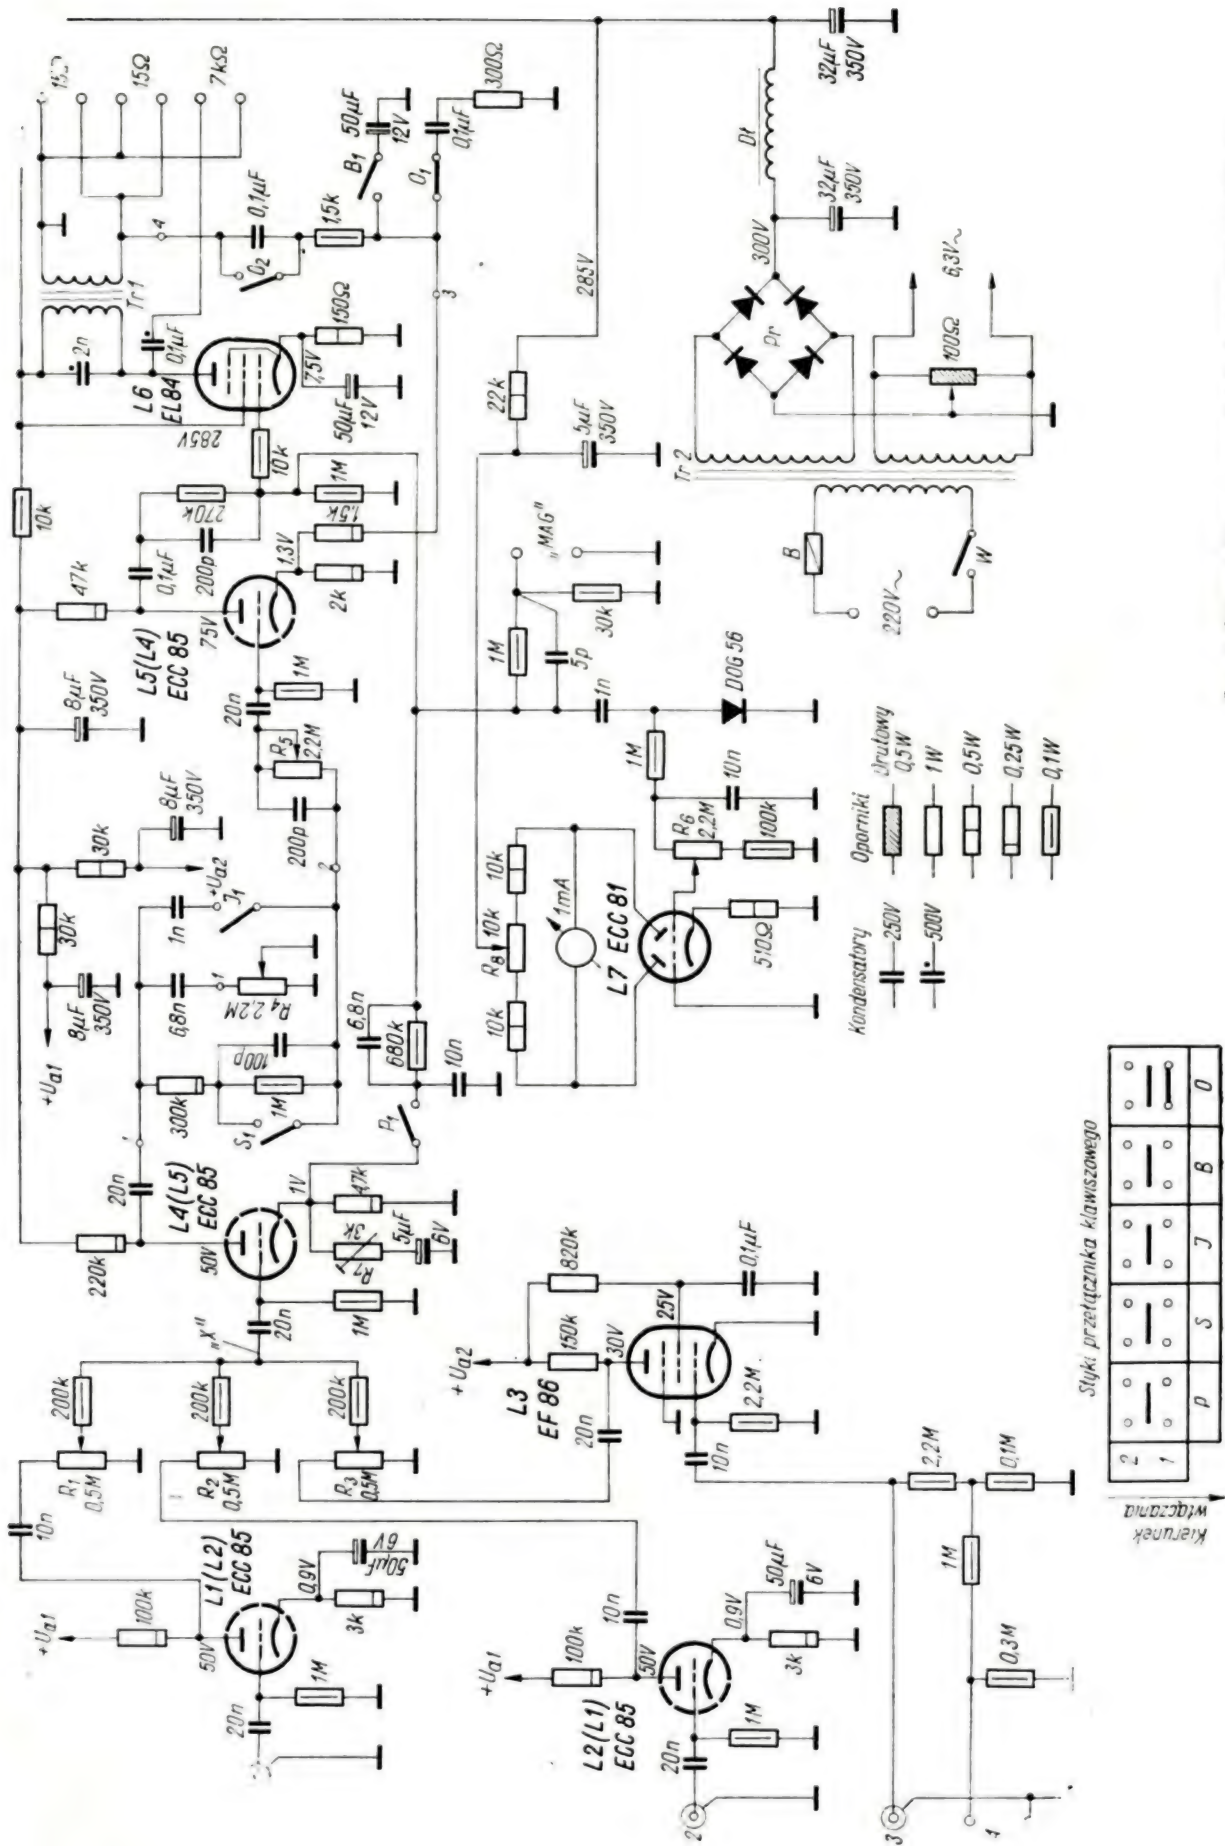 15Ω
15Ω
7kΩ
Tr1
2n
0,1μF
L6
EL84
285V
7,5V
150Ω
50μF
12V
4
0,1μF
O2
1,5k
B1
50μF
12V
O1
0,1μF
300Ω
3
10k
47k
0,1μF
270k
200p
10k
1M
1,5k
1,3V
2k
75V
L5(L4)
ECC 85
20n
1M
R5
2,2M
200p
8μF
350V
8μF
350V
30k
+Ua2
30k
8μF
350V
+Ua1
1n
J1
2
6,8n
1
R4 2,2M
100p
300k
1M
S1
20n
1
L4(L5)
ECC 85
220k
50V
1V
47k
3k
R7
5μF
6V
1M
20n
"X"
P1
6,8n
680k
10n
200k
200k
200k
R1
0,5M
R2
0,5M
R3
0,5M
10n
L1(L2)
ECC 85
+Ua1
100k
50V
0,9V
50μF
6V
3k
1M
20n
L2(L1)
ECC 85
+Ua1
100k
50V
10n
0,9V
50μF
6V
3k
1M
20n
2
+Ua2
L3
EF 86
150k
820k
30V
25V
0,1μF
20n
2,2M
10n
3
2,2M
0,1M
1M
0,3M
285V
22k
5μF
350V
"MAG"
1M
5p
30k
1n
DOG 56
1M
10n
R6
2,2M
100k
10k
10k
R8
10k
1mA
L7 ECC 81
510Ω
Dł
32μF
350V
32μF
350V
300V
Pr
Tr2
6,3V~
100Ω
B
220V~
W
Kondensatory
250V
500V
Oporniki
Drutowy
0,5W
1W
0,5W
0,25W
0,1W
Styki przełącznika klawiszowego
2
1
P
S
J
B
O
Kierunek
włączania